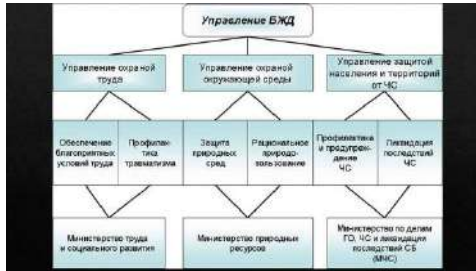 Управление БЖД
Управление охраной
труда
Управление охраной
окружающей среды
Управление защитой
населения и территорий
от ЧС
Обеспечение
благоприятных
условий труда
Профилак-
тика
травматизма
Защита
природных
сред
Рациональное
природо-
пользование
Профилактика
и предупреж-
дение
ЧС
Ликвидация
последствий
ЧС
Министерство труда
и социального развития
Министерство природных
ресурсов
Министерство по делам
ГО, ЧС и ликвидации
последствий СБ
(МЧС)